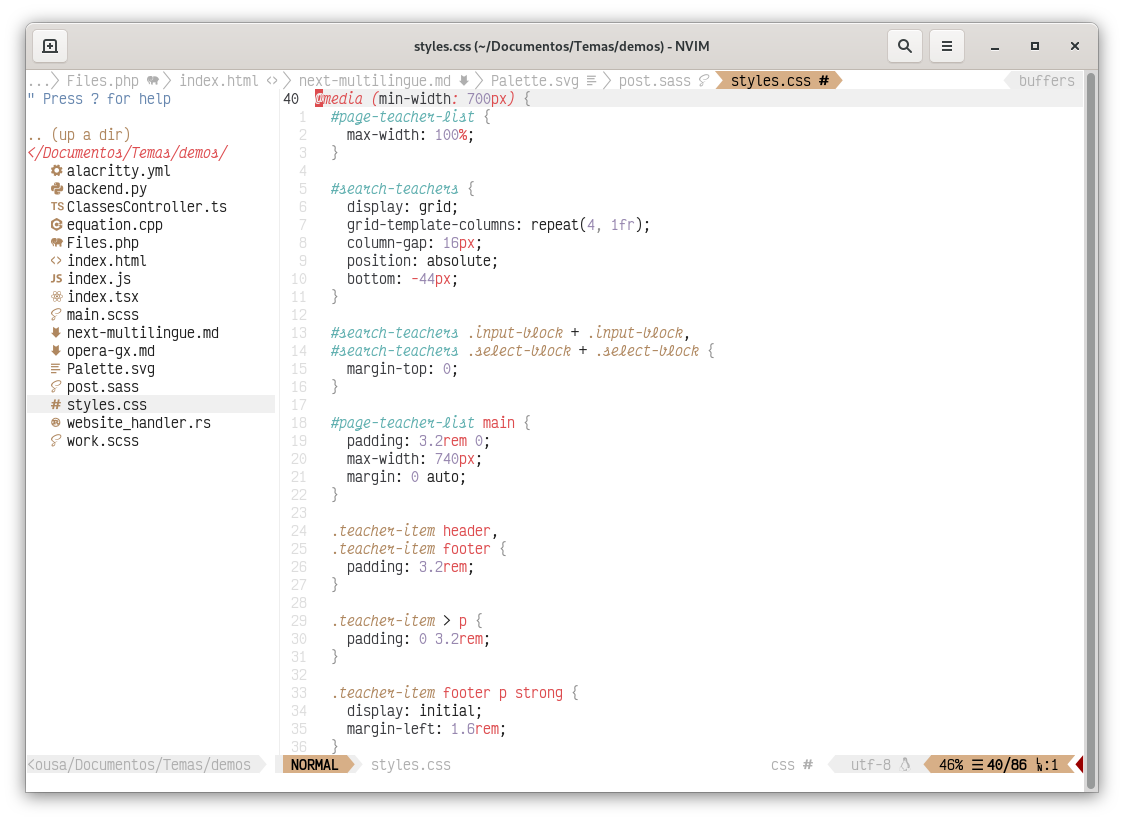 styles.css (~/Documentos/Temas/demos) - NVIM
... Files.php index.html <> next-multilingue.md Palette.svg post.sass styles.css # buffers
" Press ? for help
.. (up a dir)
</Documentos/Temas/demos/
alacritty.yml
backend.py
TS ClassesController.ts
equation.cpp
Files.php
<> index.html
JS index.js
index.tsx
main.scss
next-multilingue.md
opera-gx.md
Palette.svg
post.sass
# styles.css
website_handler.rs
work.scss
40 @media (min-width: 700px) {
1 #page-teacher-list {
2 max-width: 100%;
3 }
4
5 #search-teachers {
6 display: grid;
7 grid-template-columns: repeat(4, 1fr);
8 column-gap: 16px;
9 position: absolute;
10 bottom: -44px;
11 }
12
13 #search-teachers .input-block + .input-block,
14 #search-teachers .select-block + .select-block {
15 margin-top: 0;
16 }
17
18 #page-teacher-list main {
19 padding: 3.2rem 0;
20 max-width: 740px;
21 margin: 0 auto;
22 }
23
24 .teacher-item header,
25 .teacher-item footer {
26 padding: 3.2rem;
27 }
28
29 .teacher-item > p {
30 padding: 0 3.2rem;
31 }
32
33 .teacher-item footer p strong {
34 display: initial;
35 margin-left: 1.6rem;
36 }
<ousa/Documentos/Temas/demos NORMAL styles.css css # utf-8 46% ☰ 40/86 :1